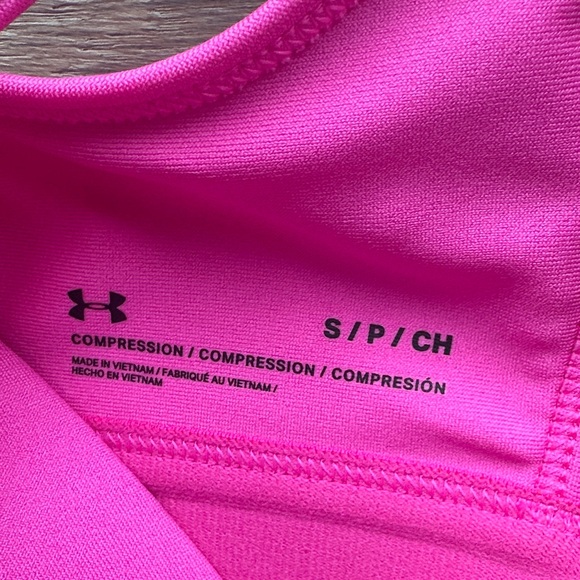 S / P / CH
COMPRESSION / COMPRESSION / COMPRESIÓN
MADE IN VIETNAM / FABRIQUÉ AU VIETNAM /
HECHO EN VIETNAM